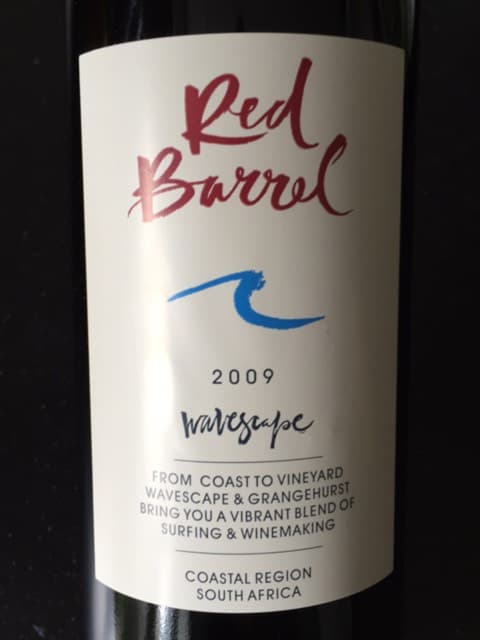 Red
Barrel
2009
wavescape
FROM COAST TO VINEYARD
WAVESCAPE & GRANGEHURST
BRING YOU A VIBRANT BLEND OF
SURFING & WINEMAKING
COASTAL REGION
SOUTH AFRICA